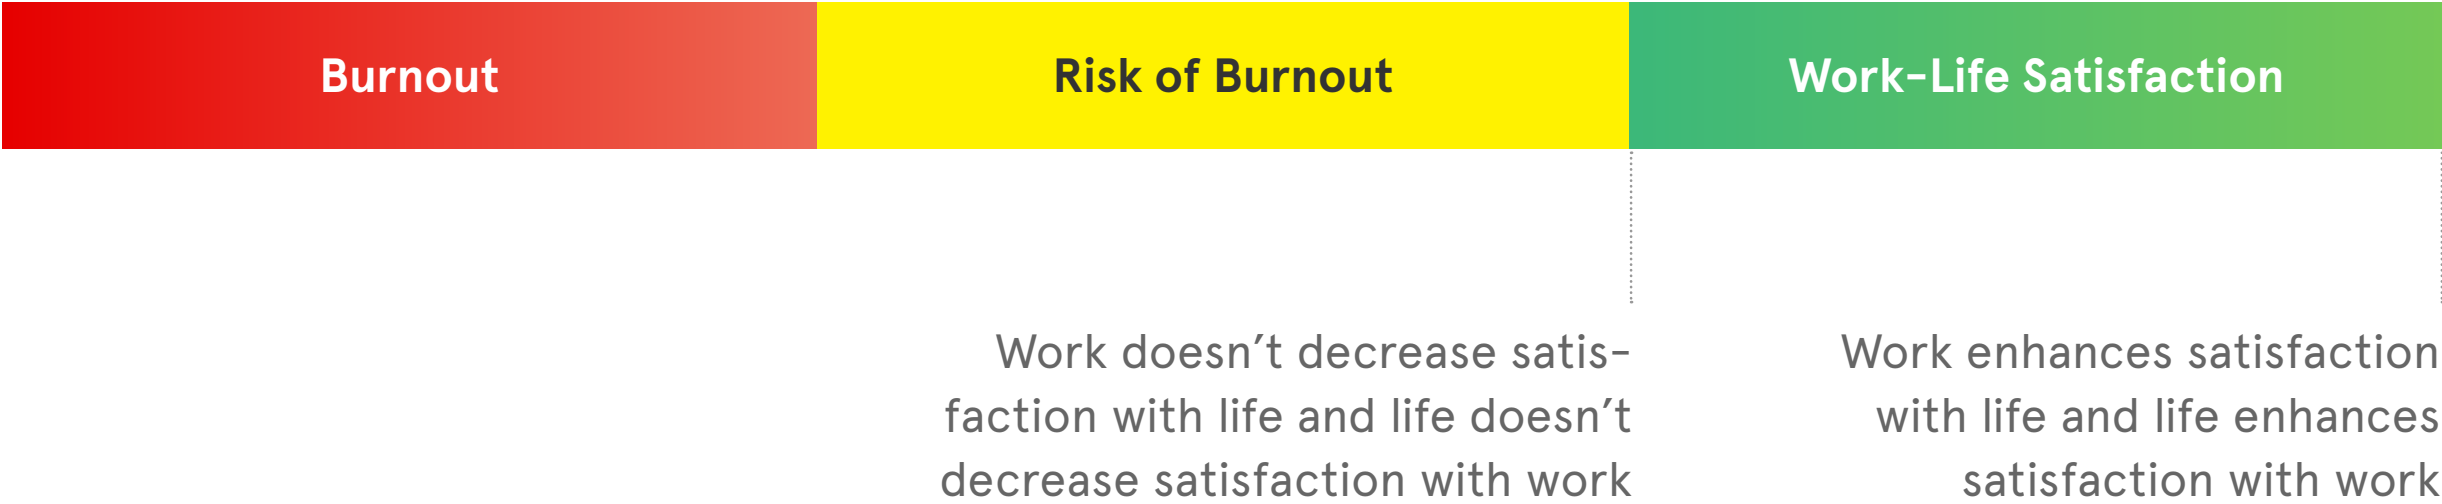 Burnout
Risk of Burnout
Work-Life Satisfaction
Work doesn’t decrease satis-
faction with life and life doesn’t
decrease satisfaction with work
Work enhances satisfaction
with life and life enhances
satisfaction with work